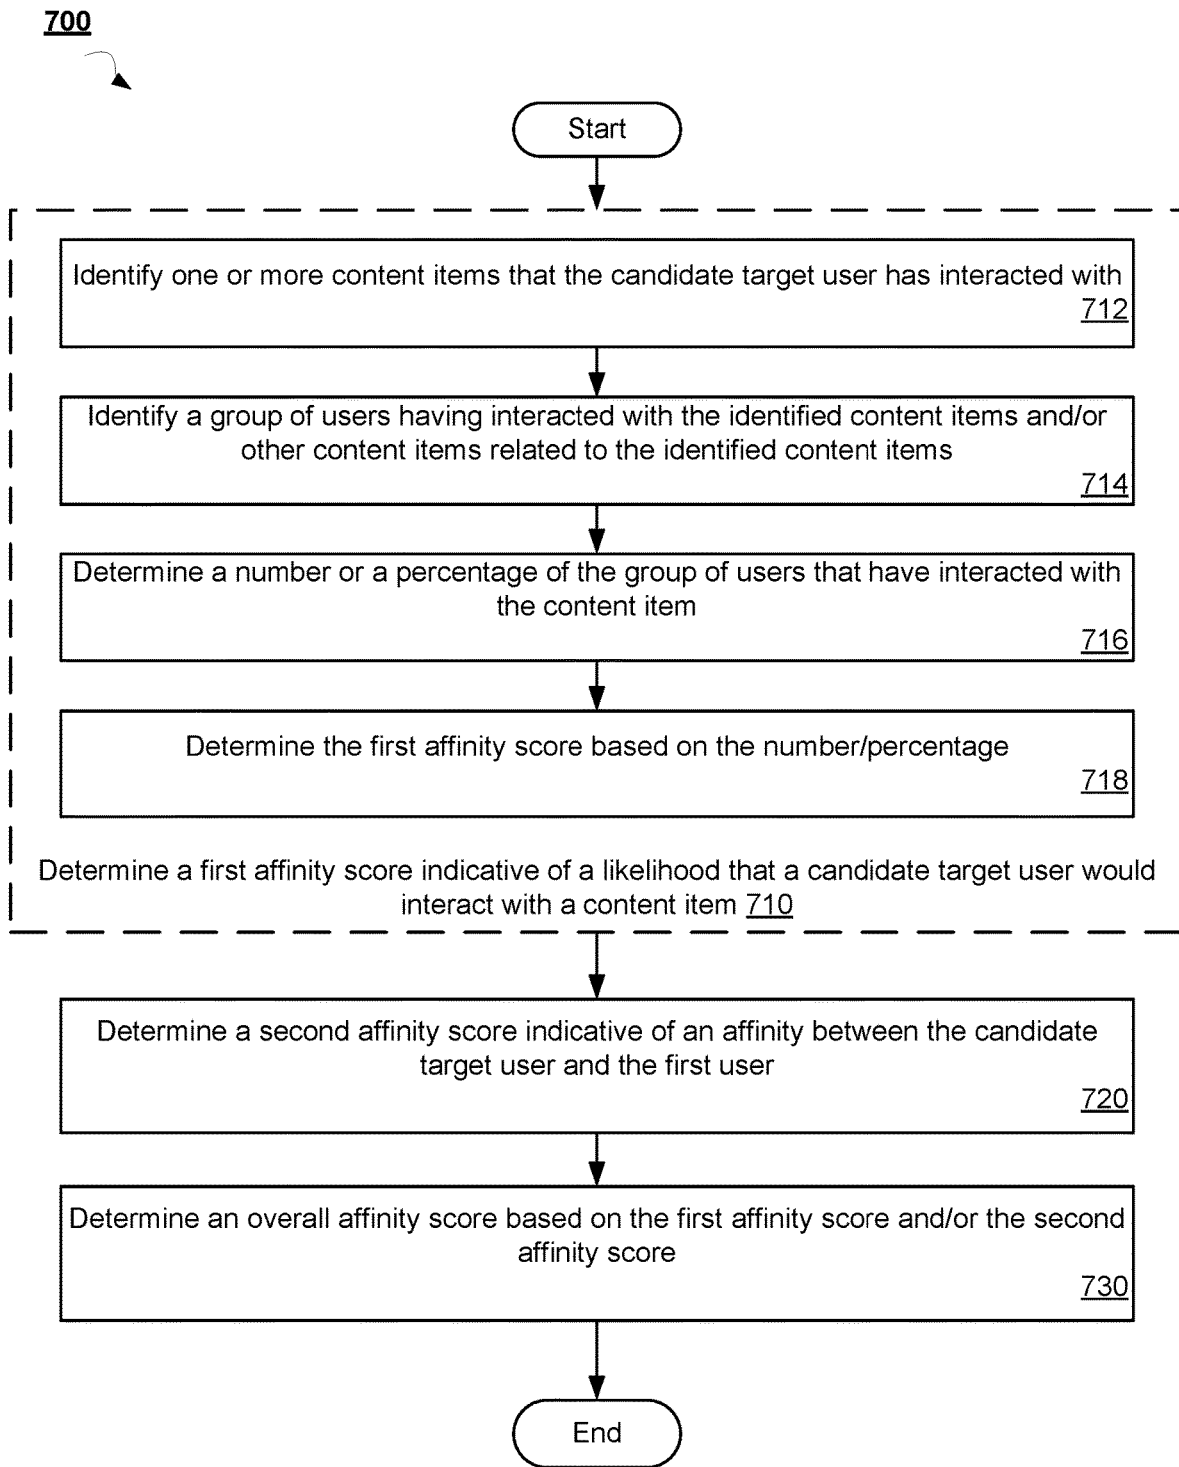 700
Start
Identify one or more content items that the candidate target user has interacted with
712
Identify a group of users having interacted with the identified content items and/or
other content items related to the identified content items
714
Determine a number or a percentage of the group of users that have interacted with
the content item
716
Determine the first affinity score based on the number/percentage
718
Determine a first affinity score indicative of a likelihood that a candidate target user would
interact with a content item 710
Determine a second affinity score indicative of an affinity between the candidate
target user and the first user
720
Determine an overall affinity score based on the first affinity score and/or the second
affinity score
730
End